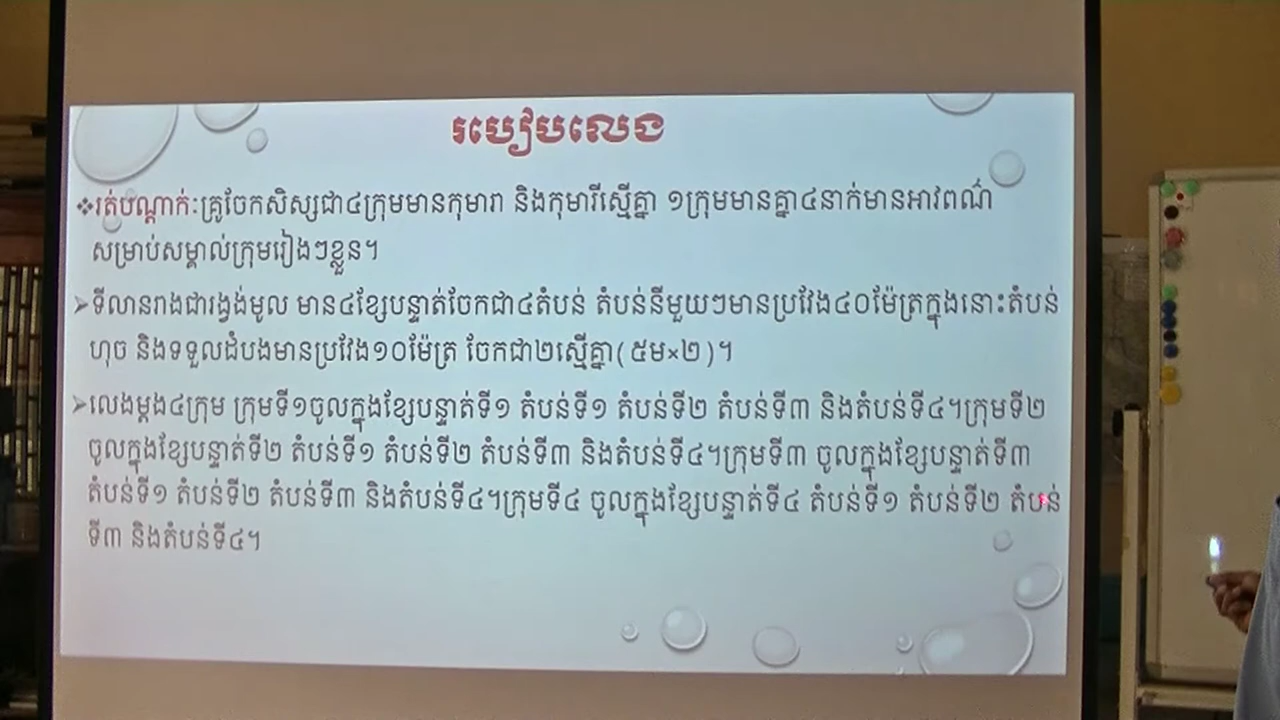 របៀបលេង
រត់បណ្តាក់ៈគ្រូចែកសិស្សជា៤ក្រុមមានកុមារា និងកុមារីស្មើគ្នា ១ក្រុមមានគ្នា៤នាក់មានអាវពណ៌
សម្រាប់សម្គាល់ក្រុមរៀងៗខ្លួន។
ទីលានរាងជារង្វង់មូល មាន៤ខ្សែបន្ទាត់ចែកជា៤តំបន់ តំបន់នីមួយៗមានប្រវែង៤០ម៉ែត្រក្នុងនោះតំបន់
ហុច និងទទួលដំបងមានប្រវែង១០ម៉ែត្រ ចែកជា២ស្មើគ្នា(៥ម×២)។
លេងម្តង៤ក្រុម ក្រុមទី១ចូលក្នុងខ្សែបន្ទាត់ទី១ តំបន់ទី១ តំបន់ទី២ តំបន់ទី៣ និងតំបន់ទី៤។ក្រុមទី២
ចូលក្នុងខ្សែបន្ទាត់ទី២ តំបន់ទី១ តំបន់ទី២ តំបន់ទី៣ និងតំបន់ទី៤។ក្រុមទី៣ ចូលក្នុងខ្សែបន្ទាត់ទី៣
តំបន់ទី១ តំបន់ទី២ តំបន់ទី៣ និងតំបន់ទី៤។ក្រុមទី៤ ចូលក្នុងខ្សែបន្ទាត់ទី៤ តំបន់ទី១ តំបន់ទី២ តំបន់
ទី៣ និងតំបន់ទី៤។